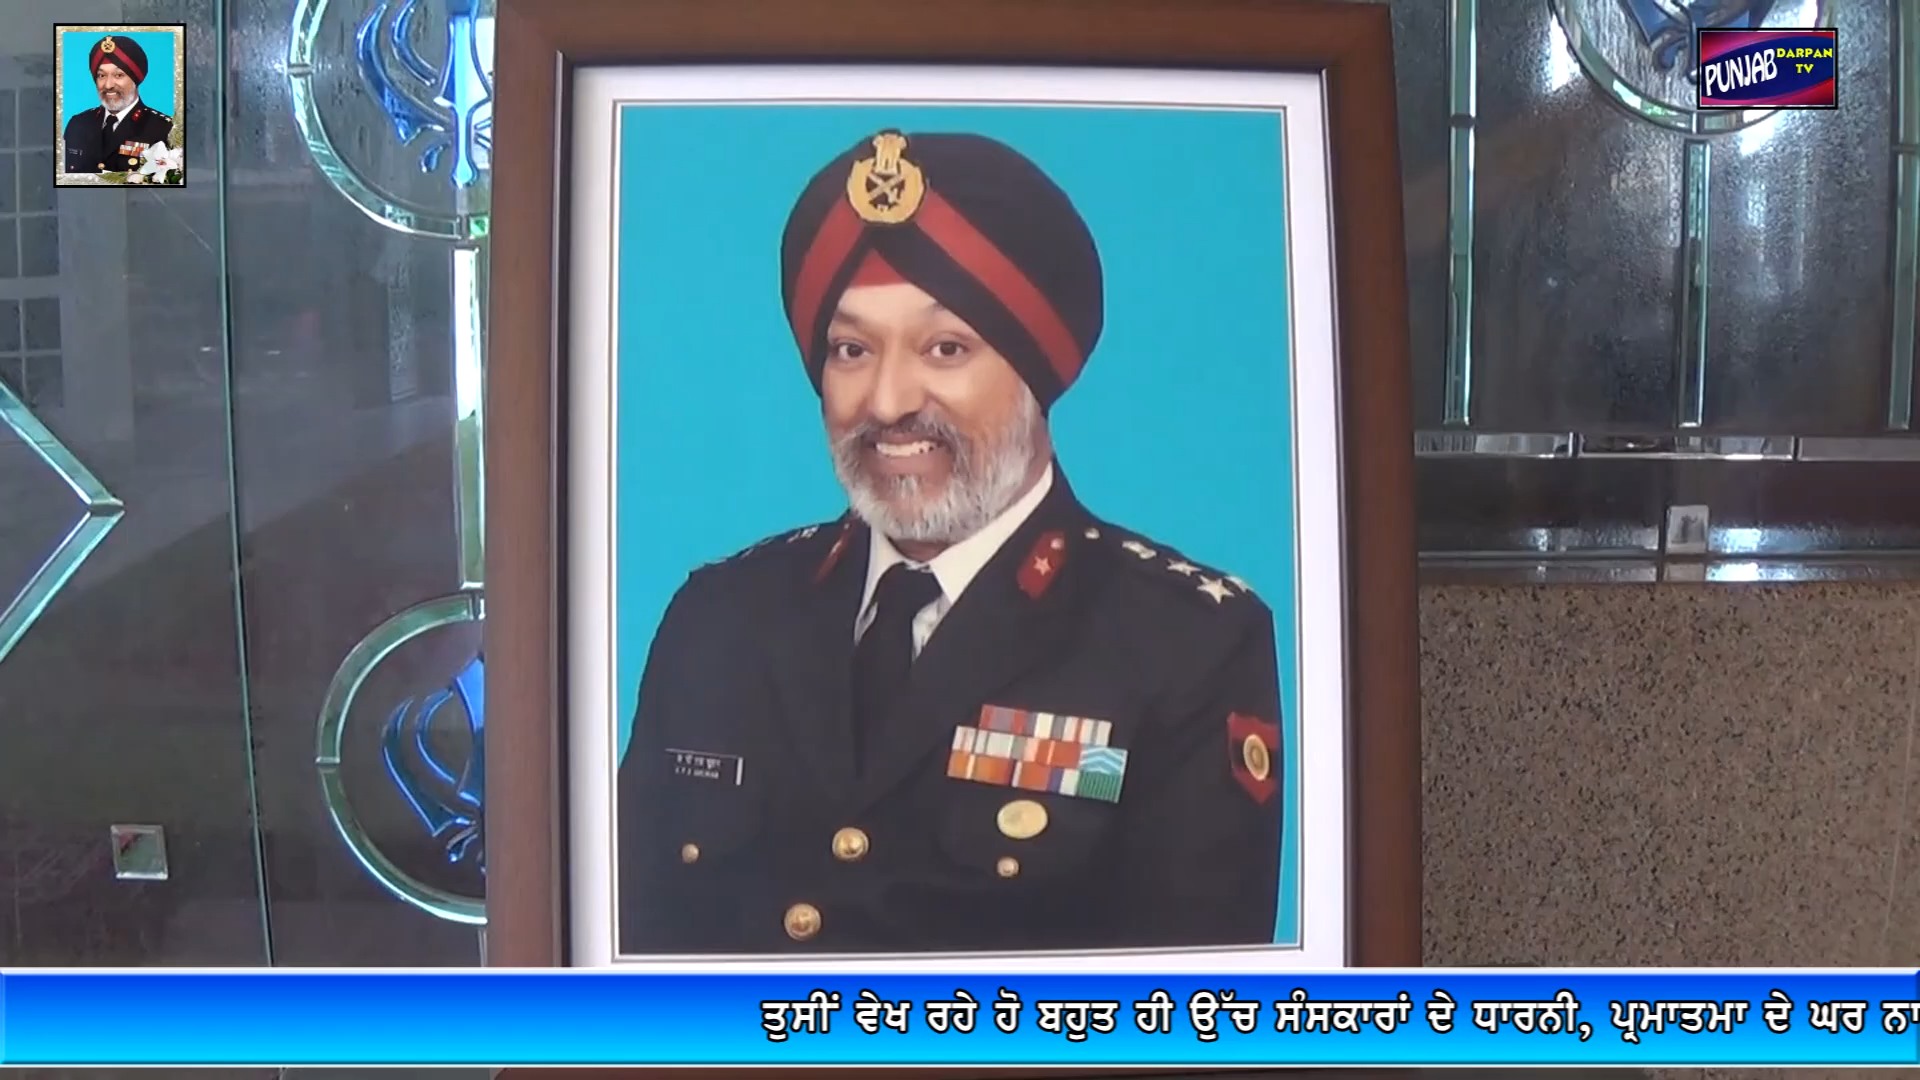 PUNJAB DARPAN
TV
ਤੁਸੀਂ ਵੇਖ ਰਹੇ ਹੋ ਬਹੁਤ ਹੀ ਉੱਚ ਸੰਸਕਾਰਾਂ ਦੇ ਧਾਰਨੀ, ਪ੍ਰਮਾਤਮਾ ਦੇ ਘਰ ਨਾ